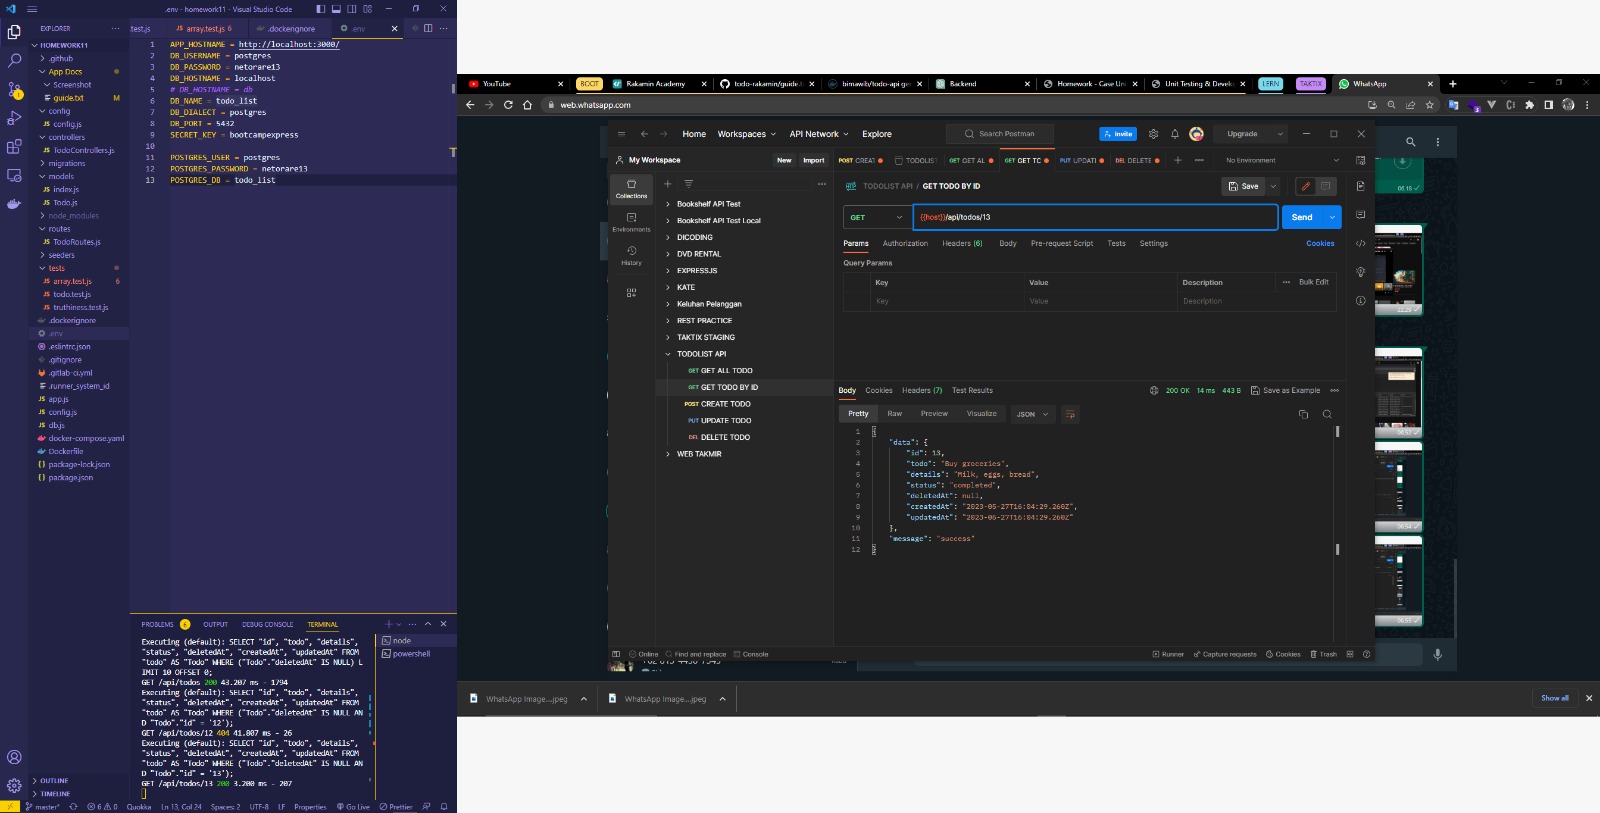 .env - homework11 - Visual Studio Code
EXPLORER
HOMEWORK11
.github
App Docs
Screenshot
guide.txt M
config
config.js
controllers
TodoControllers.js
migrations
models
index.js
Todo.js
node_modules
routes
TodoRoutes.js
seeders
tests
array.test.js 6
todo.test.js
truthiness.test.js
.dockerignore
.env
.eslintrc.json
.gitignore
.gitlab-ci.yml
.runner_system_id
app.js
config.js
db.js
docker-compose.yaml
Dockerfile
package-lock.json
package.json
OUTLINE
TIMELINE
test.js
array.test.js 6
.dockerignore
.env
1 APP_HOSTNAME = http://localhost:3000/
2 DB_USERNAME = postgres
3 DB_PASSWORD = netorare13
4 DB_HOSTNAME = localhost
5 # DB_HOSTNAME = db
6 DB_NAME = todo_list
7 DB_DIALECT = postgres
8 DB_PORT = 5432
9 SECRET_KEY = bootcampexpress
10
11 POSTGRES_USER = postgres
12 POSTGRES_PASSWORD = netorare13
13 POSTGRES_DB = todo_list
PROBLEMS 6 OUTPUT DEBUG CONSOLE TERMINAL
node
powershell
Executing (default): SELECT "id", "todo", "details",
"status", "deletedAt", "createdAt", "updatedAt" FROM
"todo" AS "Todo" WHERE ("Todo"."deletedAt" IS NULL) L
IMIT 10 OFFSET 0;
GET /api/todos 200 43.207 ms - 1794
Executing (default): SELECT "id", "todo", "details",
"status", "deletedAt", "createdAt", "updatedAt" FROM
"todo" AS "Todo" WHERE ("Todo"."deletedAt" IS NULL AN
D "Todo"."id" = '12');
GET /api/todos/12 404 41.807 ms - 26
Executing (default): SELECT "id", "todo", "details",
"status", "deletedAt", "createdAt", "updatedAt" FROM
"todo" AS "Todo" WHERE ("Todo"."deletedAt" IS NULL AN
D "Todo"."id" = '13');
GET /api/todos/13 200 3.200 ms - 207
master* 6 0 Quokka Ln 13, Col 24 Spaces: 2 UTF-8 LF Properties Go Live Prettier
YouTube
BOOT
Rakamin Academy
todo-rakamin/guide.t
bimawib/todo-api ge
Backend
Homework - Case Un
Unit Testing & Develo
LERN
TAKTIX
WhatsApp
web.whatsapp.com
Home Workspaces API Network Explore
Search Postman
Invite
Upgrade
My Workspace
New Import
POST CREAT
TODOLIS
GET GET AL
GET GET TC
PUT UPDATI
DEL DELETE
No Environment
Collections
Environments
History
Bookshelf API Test
Bookshelf API Test Local
DICODING
DVD RENTAL
EXPRESSJS
KATE
Keluhan Pelanggan
REST PRACTICE
TAKTIX STAGING
TODOLIST API
GET GET ALL TODO
GET GET TODO BY ID
POST CREATE TODO
PUT UPDATE TODO
DEL DELETE TODO
WEB TAKMIR
TODOLIST API / GET TODO BY ID
Save
GET {{host}}/api/todos/13
Send
Params Authorization Headers (6) Body Pre-request Script Tests Settings
Cookies
Query Params
Key Value Description
Bulk Edit
Key Value Description
Body Cookies Headers (7) Test Results
200 OK 14 ms 443 B Save as Example
Pretty Raw Preview Visualize JSON
1 {
2 "data": {
3 "id": 13,
4 "todo": "Buy groceries",
5 "details": "Milk, eggs, bread",
6 "status": "completed",
7 "deletedAt": null,
8 "createdAt": "2023-05-27T16:04:29.260Z",
9 "updatedAt": "2023-05-27T16:04:29.260Z"
10 },
11 "message": "success"
12 }
Online Find and replace Console
Runner Capture requests Cookies Trash
06.18
22.29
06.52
06.54
06.55
WhatsApp Image....jpeg
WhatsApp Image....jpeg
Show all